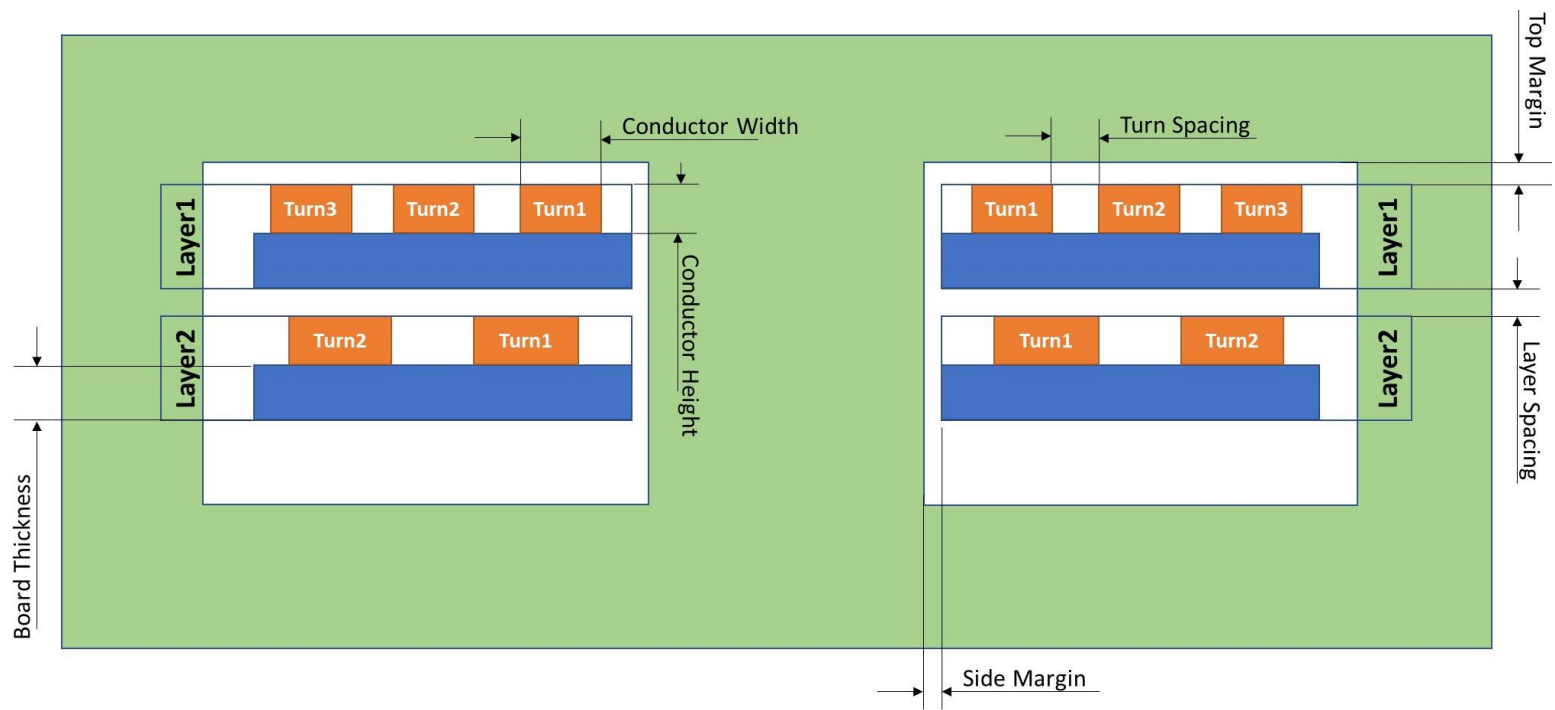 Top Margin
Conductor Width
Turn Spacing
Layer1
Turn3
Turn2
Turn1
Turn1
Turn2
Turn3
Layer1
Conductor Height
Layer2
Turn2
Turn1
Turn1
Turn2
Layer2
Layer Spacing
Board Thickness
Side Margin